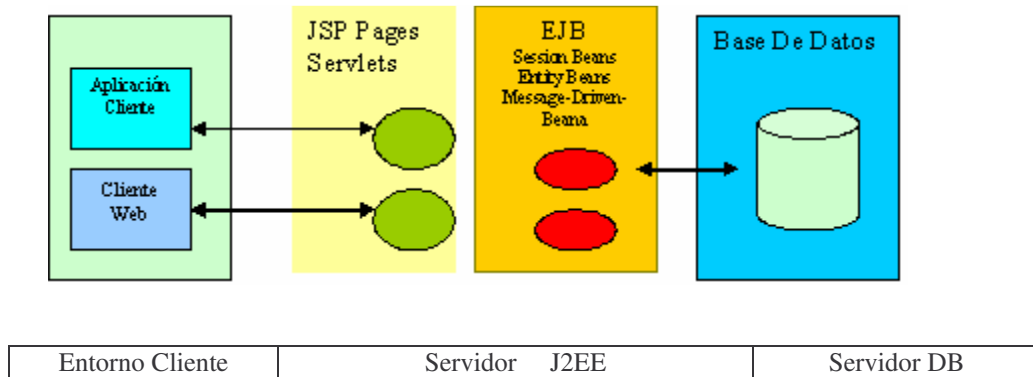 Aplicación
Cliente
Cliente
Web
JSP Pages
Servlets
EJB
Session Beans
Entity Beans
Message-Driven-
Beana
Base De Datos
Entorno Cliente
Servidor J2EE
Servidor DB